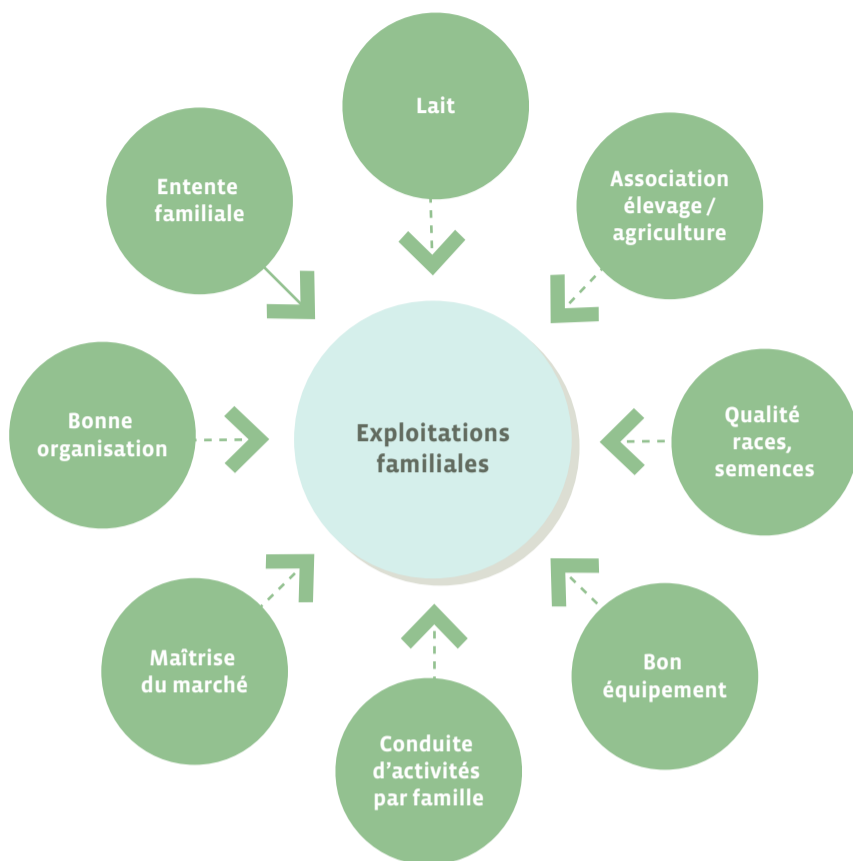 Lait
Entente
familiale
Association
élevage /
agriculture
Bonne
organisation
Exploitations
familiales
Qualité
races,
semences
Maîtrise
du marché
Bon
équipement
Conduite
d'activités
par famille